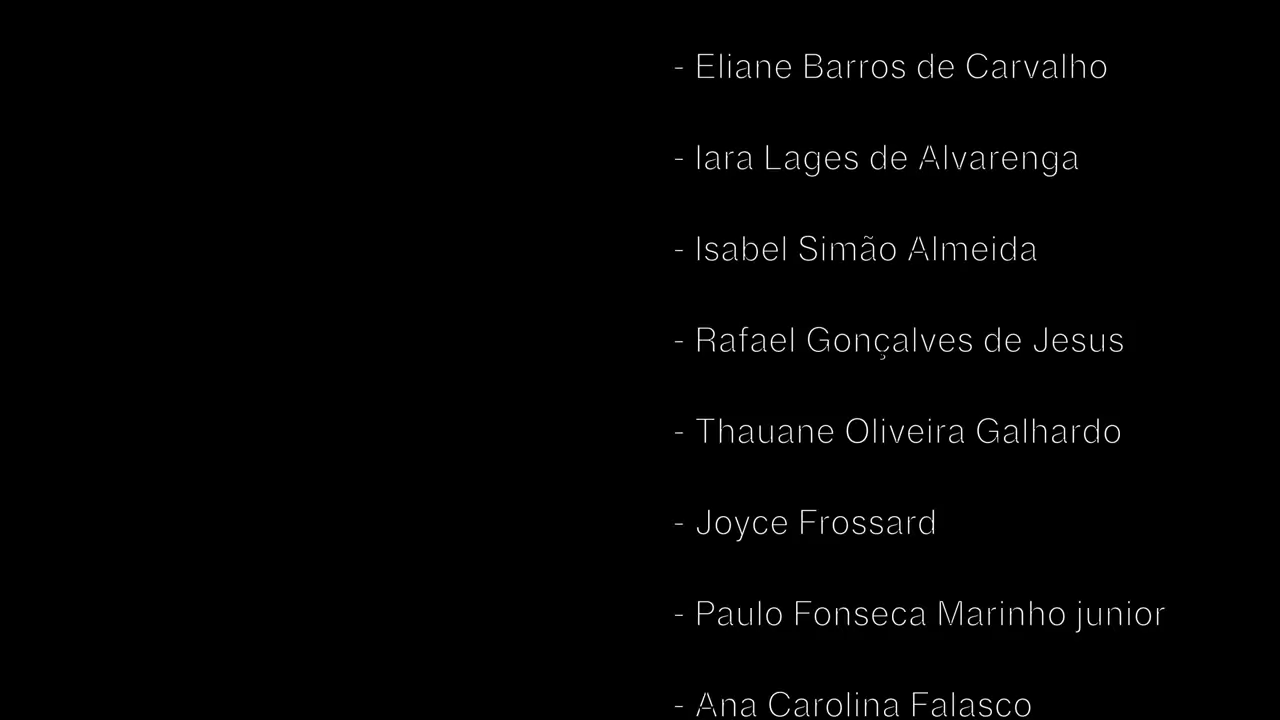 - Eliane Barros de Carvalho
- Iara Lages de Alvarenga
- Isabel Simão Almeida
- Rafael Gonçalves de Jesus
- Thauane Oliveira Galhardo
- Joyce Frossard
- Paulo Fonseca Marinho junior
- Ana Carolina Falasco